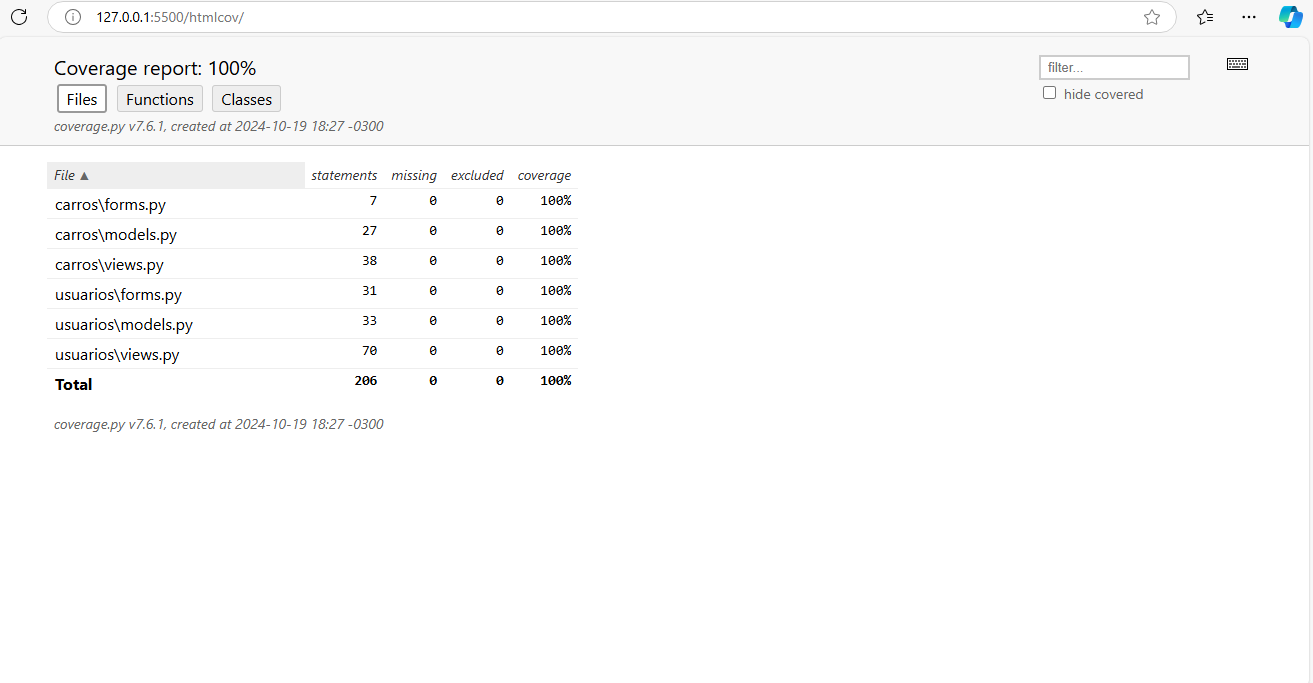 127.0.0.1:5500/htmlcov/
Coverage report: 100%
filter...
Files Functions Classes
hide covered
coverage.py v7.6.1, created at 2024-10-19 18:27 -0300
File ▲ statements missing excluded coverage
carros\forms.py 7 0 0 100%
carros\models.py 27 0 0 100%
carros\views.py 38 0 0 100%
usuarios\forms.py 31 0 0 100%
usuarios\models.py 33 0 0 100%
usuarios\views.py 70 0 0 100%
Total 206 0 0 100%
coverage.py v7.6.1, created at 2024-10-19 18:27 -0300